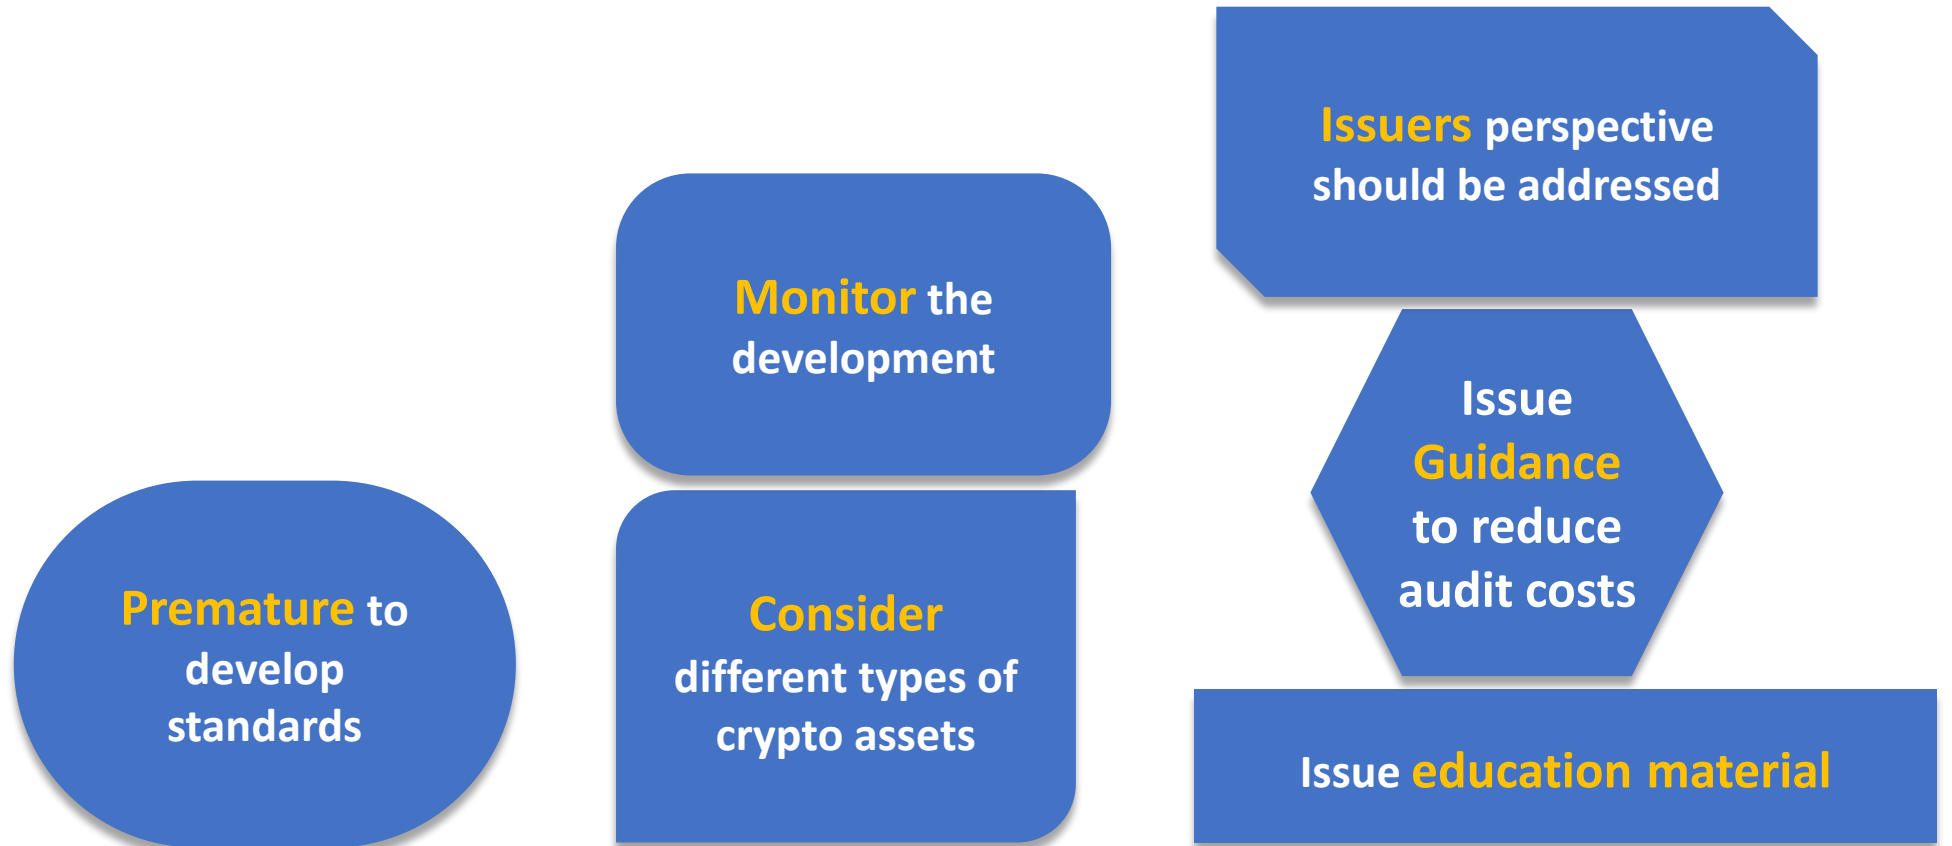 Premature to
develop
standards
Monitor the
development
Consider
different types of
crypto assets
Issuers perspective
should be addressed
Issue
Guidance
to reduce
audit costs
Issue education material